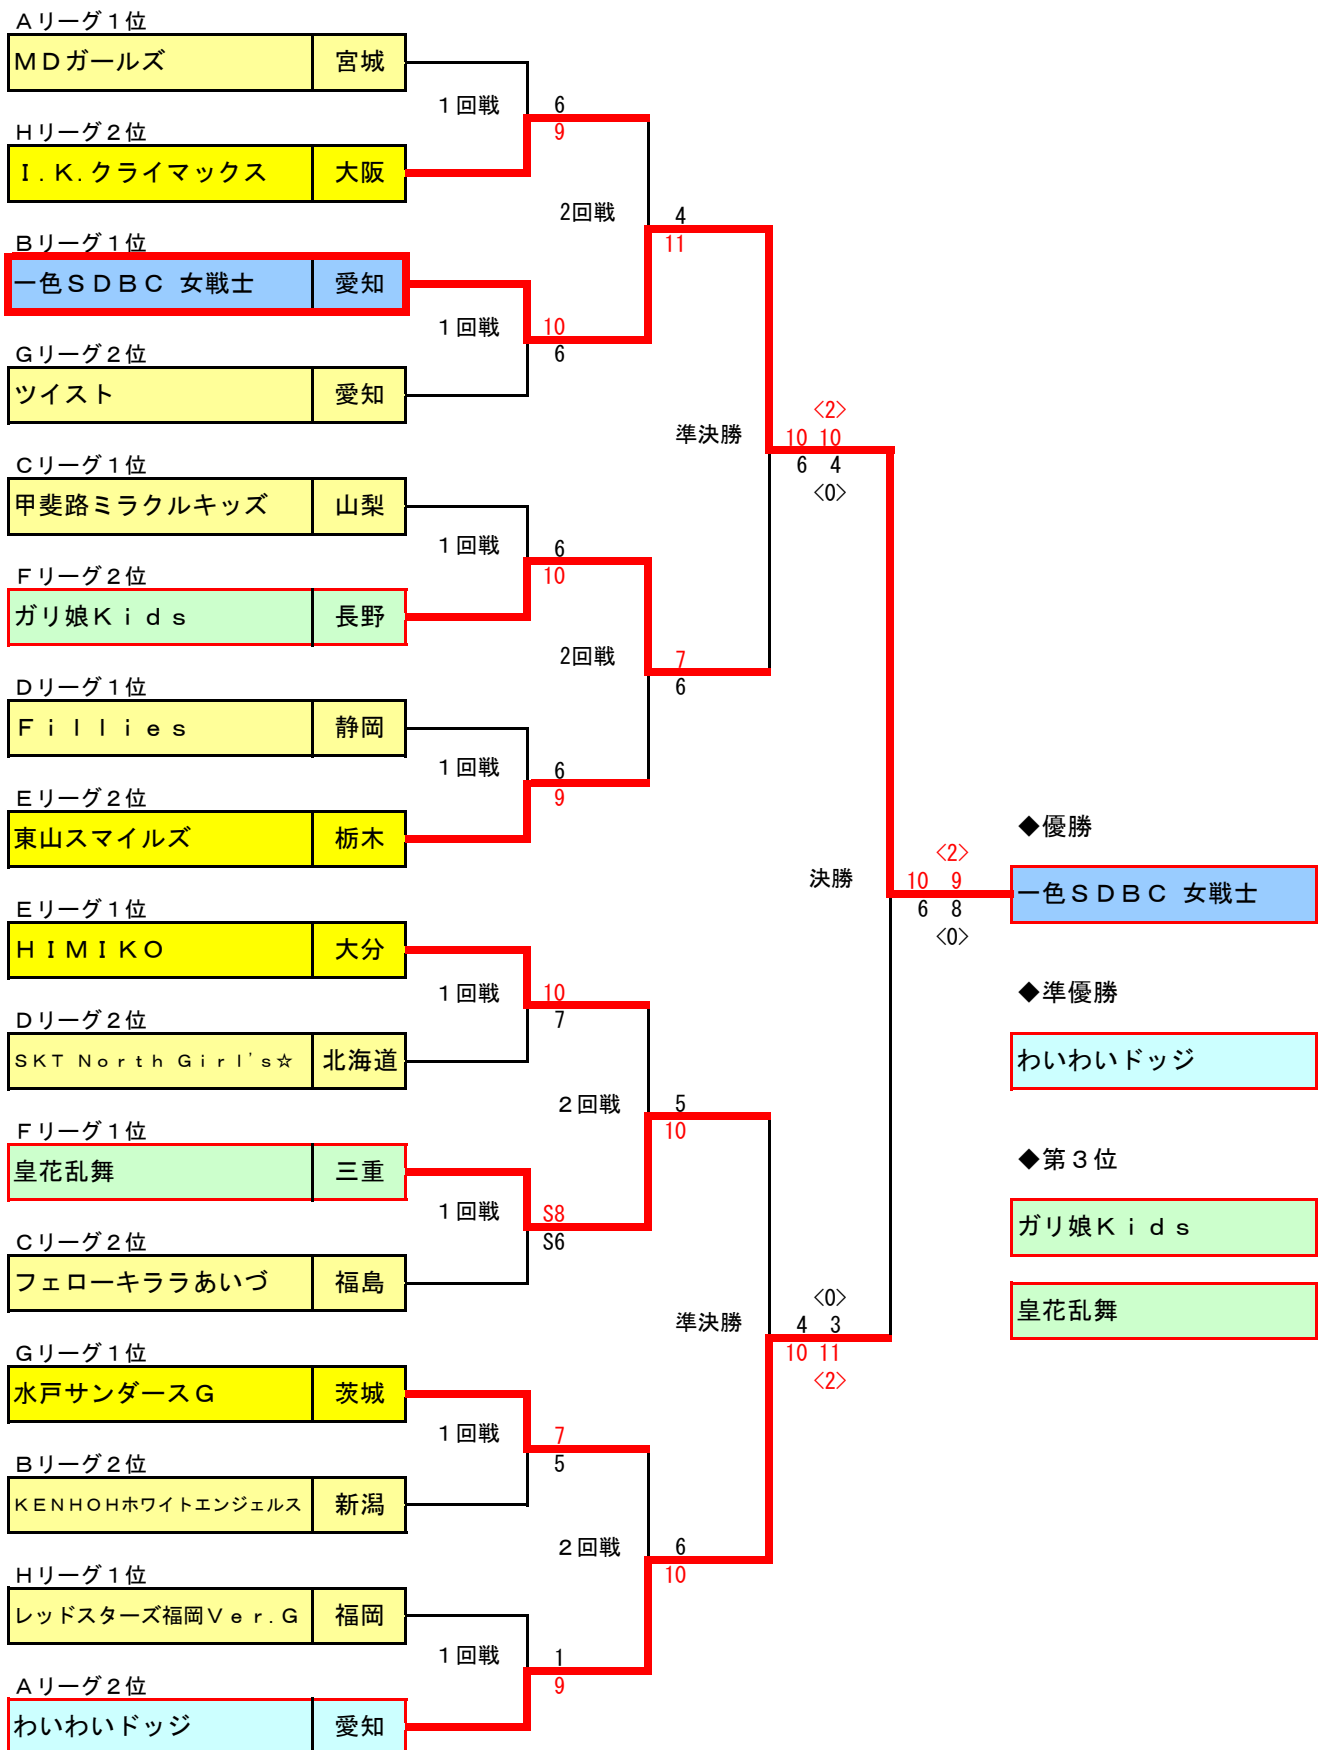 Aリーグ1位
MDガールズ 宮城
1回戦 6
9
Hリーグ2位
I.K.クライマックス 大阪
2回戦 4
11
Bリーグ1位
一色SDBC 女戦士 愛知
1回戦 10
6
Gリーグ2位
ツイスト 愛知
準決勝 <2>
10 10
6 4
<0>
Cリーグ1位
甲斐路ミラクルキッズ 山梨
1回戦 6
10
Fリーグ2位
ガリ娘Kids 長野
2回戦 7
6
Dリーグ1位
Fillies 静岡
1回戦 6
9
Eリーグ2位
東山スマイルズ 栃木
決勝 <2>
10 9
6 8
<0>
◆優勝
一色SDBC 女戦士
Eリーグ1位
HIMIKO 大分
1回戦 10
7
◆準優勝
わいわいドッジ
Dリーグ2位
SKT North Girl's☆ 北海道
2回戦 5
10
◆第3位
ガリ娘Kids
皇花乱舞
Fリーグ1位
皇花乱舞 三重
1回戦 S8
S6
Cリーグ2位
フェローキララあいづ 福島
準決勝 <0>
4 3
10 11
<2>
Gリーグ1位
水戸サンダースG 茨城
1回戦 7
5
Bリーグ2位
KENHOHホワイトエンジェルス 新潟
2回戦 6
10
Hリーグ1位
レッドスターズ福岡Ver.G 福岡
1回戦 1
9
Aリーグ2位
わいわいドッジ 愛知